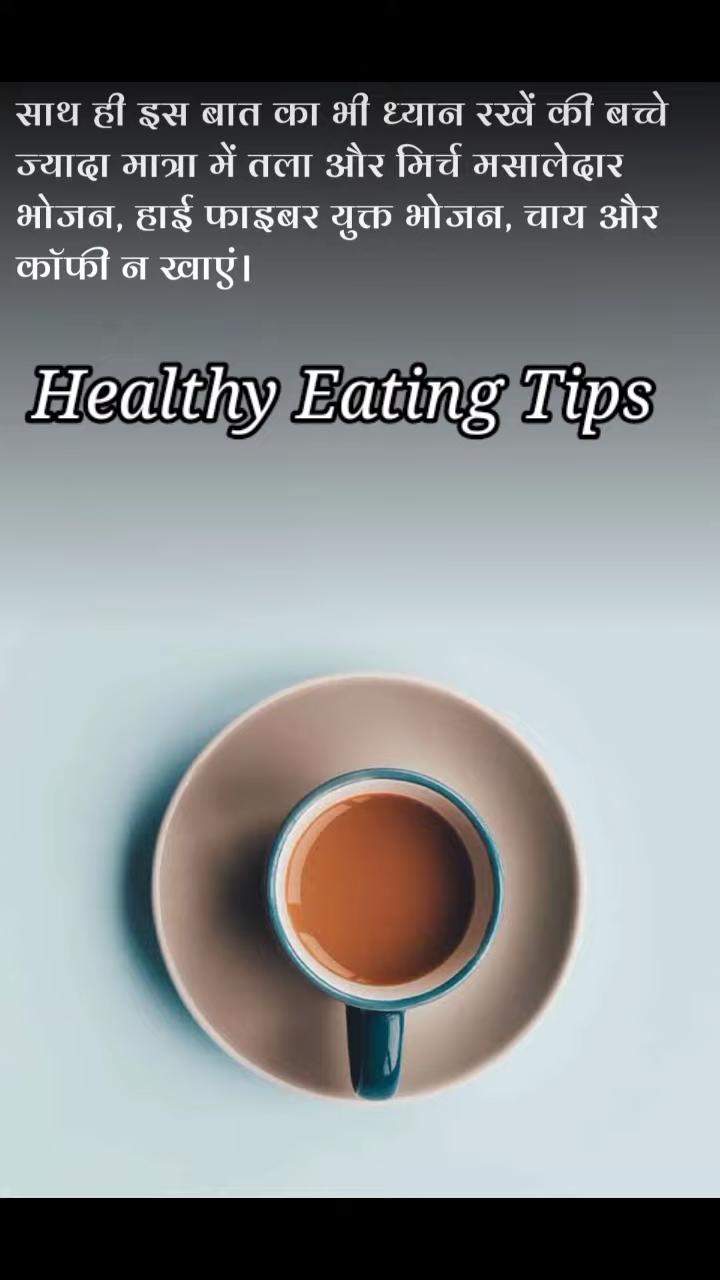 साथ ही इस बात का भी ध्यान रखें की बच्चे
ज्यादा मात्रा में तला और मिर्च मसालेदार
भोजन, हाई फाइबर युक्त भोजन, चाय और
कॉफी न खाएं।
Healthy Eating Tips